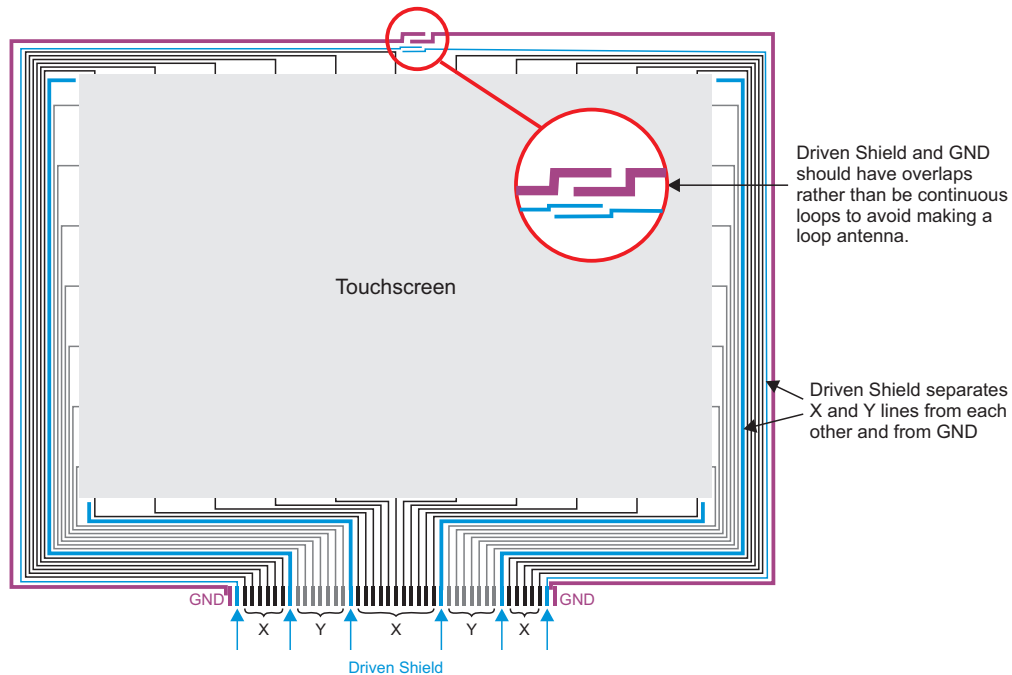 Driven Shield and GND
should have overlaps
rather than be continuous
loops to avoid making a
loop antenna.
Touchscreen
Driven Shield separates
X and Y lines from each
other and from GND
GND
GND
X
Y
X
Y
X
Driven Shield